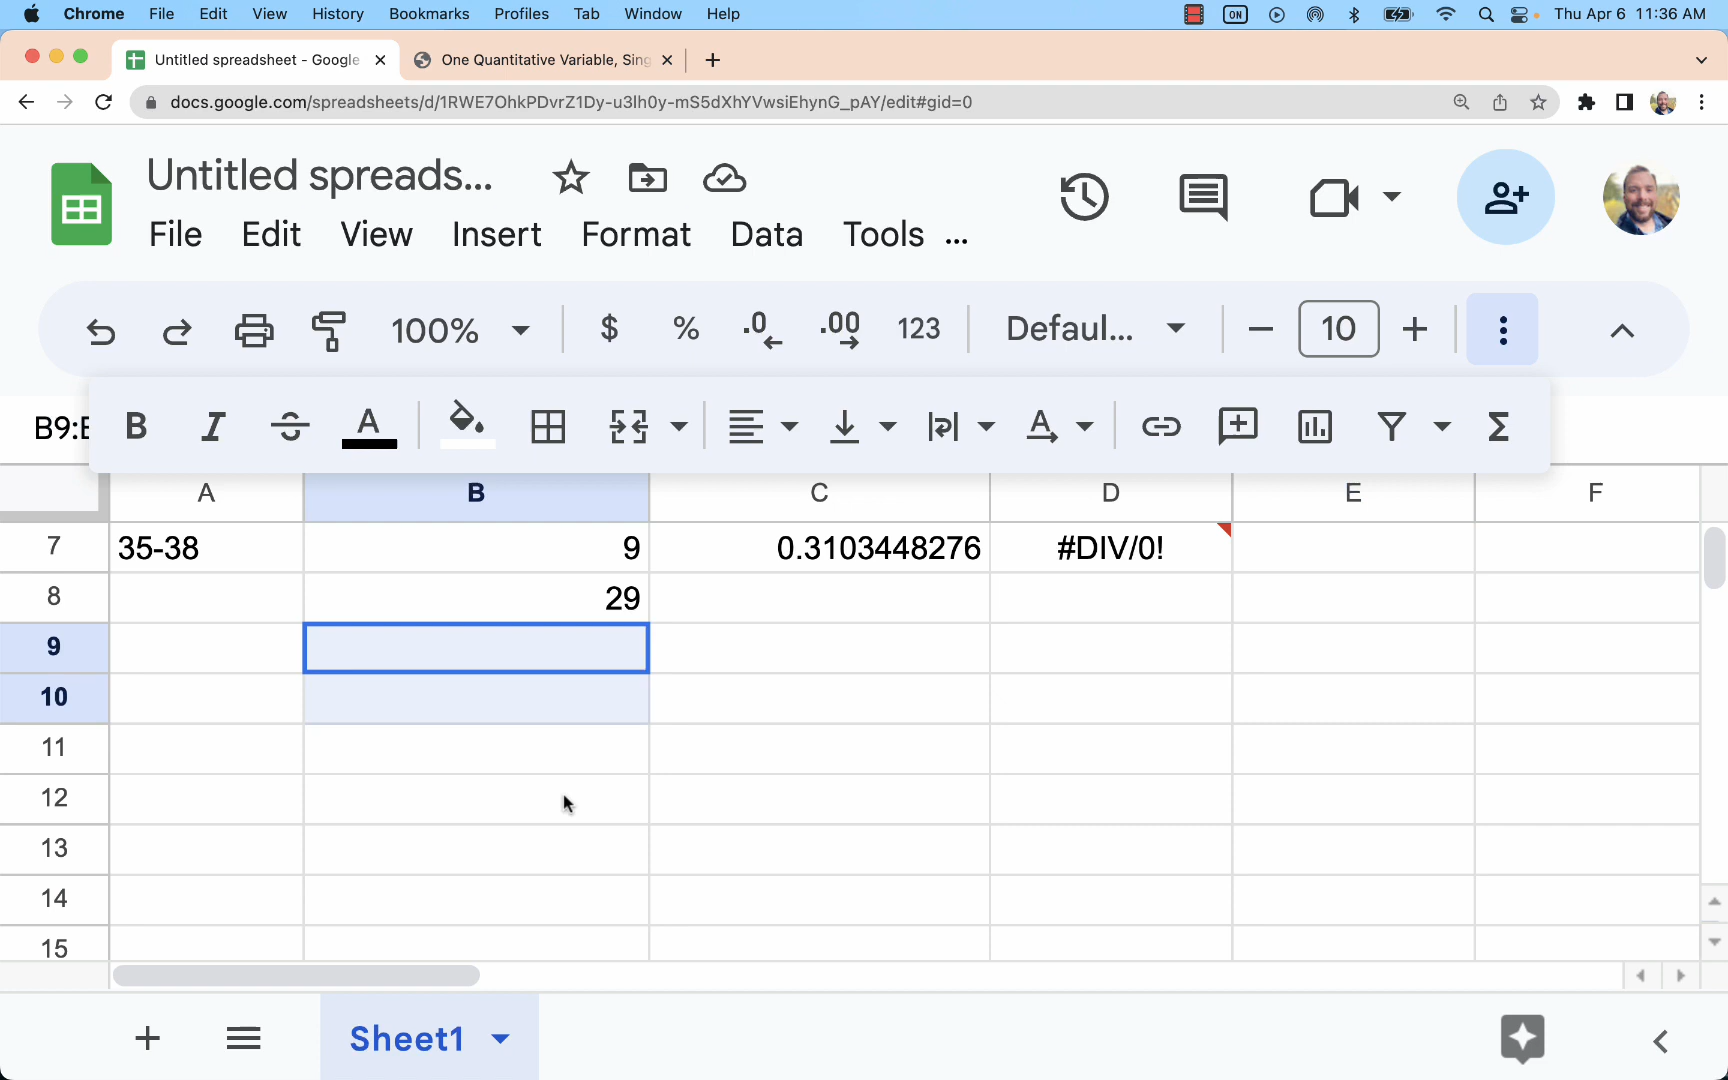 Chrome File Edit View History Bookmarks Profiles Tab Window Help ON Thu Apr 6 11:36 AM
Untitled spreadsheet - Google One Quantitative Variable, Sing
docs.google.com/spreadsheets/d/1RWE7OhkPDvrZ1Dy-u3lh0y-mS5dXhYVwsiEhynG_pAY/edit#gid=0
Untitled spreads...
File Edit View Insert Format Data Tools ...
100% $ % .0 .00 123 Defaul... 10
B9:B B I S A A Σ
A B C D E F
7 35-38 9 0.3103448276 #DIV/0!
8 29
9
10
11
12
13
14
15
Sheet1